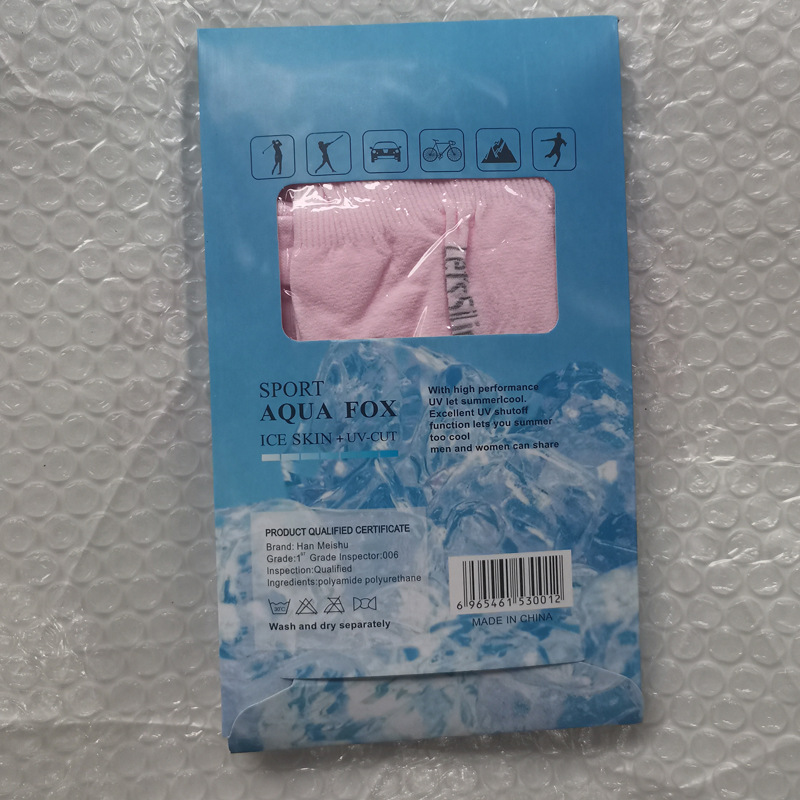 SPORT
AQUA FOX
ICE SKIN + UV-CUT
With high performance
UV let summerlcool.
Excellent UV shutoff
function lets you summer
too cool
men and women can share
PRODUCT QUALIFIED CERTIFICATE
Brand: Han Meishu
Grade:1st Grade Inspector:006
Inspection:Qualified
Ingredients:polyamide polyurethane
Wash and dry separately
6 965461 530012
MADE IN CHINA